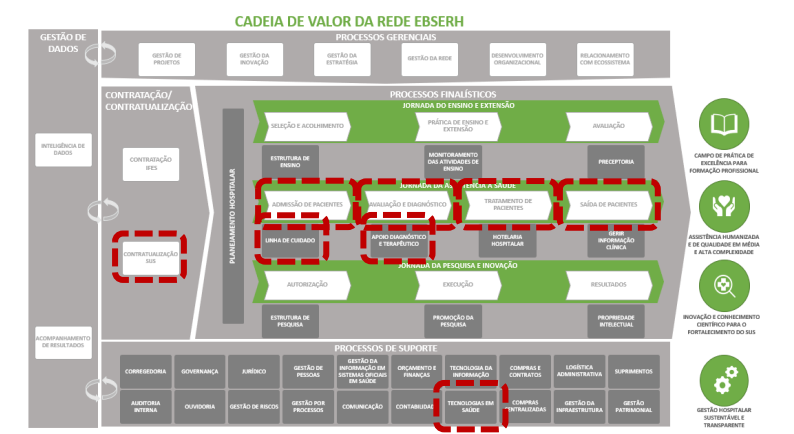 CADEIA DE VALOR DA REDE EBSERH
GESTÃO DE
DADOS
INTELIGÊNCIA DE
DADOS
ACOMPANHAMENTO
DE RESULTADOS
PROCESSOS GERENCIAIS
GESTÃO DE
PROJETOS
GESTÃO DA
INOVAÇÃO
GESTÃO DA
ESTRATÉGIA
GESTÃO DA REDE
DESENVOLVIMENTO
ORGANIZACIONAL
RELACIONAMENTO
COM ECOSSISTEMA
CONTRATAÇÃO/
CONTRATUALIZAÇÃO
CONTRATAÇÃO
IFES
CONTRATUALIZAÇÃO
SUS
PROCESSOS FINALÍSTICOS
PLANEJAMENTO HOSPITALAR
JORNADA DO ENSINO E EXTENSÃO
SELEÇÃO E ACOLHIMENTO
PRÁTICA DE ENSINO E
EXTENSÃO
AVALIAÇÃO
ESTRUTURA DE
ENSINO
MONITORAMENTO
DAS ATIVIDADES DE
ENSINO
PRECEPTORIA
JORNADA DA ASSISTÊNCIA À SAÚDE
ADMISSÃO DE PACIENTES
AVALIAÇÃO E DIAGNÓSTICO
TRATAMENTO DE
PACIENTES
SAÍDA DE PACIENTES
LINHA DE CUIDADO
APOIO DIAGNÓSTICO
E TERAPÊUTICO
HOTELARIA
HOSPITALAR
GERIR
INFORMAÇÃO
CLÍNICA
JORNADA DA PESQUISA E INOVAÇÃO
AUTORIZAÇÃO
EXECUÇÃO
RESULTADOS
ESTRUTURA DE
PESQUISA
PROMOÇÃO DA
PESQUISA
PROPRIEDADE
INTELECTUAL
PROCESSOS DE SUPORTE
CORREGEDORIA
GOVERNANÇA
JURÍDICO
GESTÃO DE
PESSOAS
GESTÃO DA
INFORMAÇÃO EM
SISTEMAS OFICIAIS
EM SAÚDE
ORÇAMENTO E
FINANÇAS
TECNOLOGIA DA
INFORMAÇÃO
COMPRAS E
CONTRATOS
LOGÍSTICA
ADMINISTRATIVA
SUPRIMENTOS
AUDITORIA
INTERNA
OUVIDORIA
GESTÃO DE RISCOS
GESTÃO POR
PROCESSOS
COMUNICAÇÃO
CONTABILIDADE
TECNOLOGIAS EM
SAÚDE
COMPRAS
CENTRALIZADAS
GESTÃO DA
INFRAESTRUTURA
GESTÃO
PATRIMONIAL
CAMPO DE PRÁTICA DE
EXCELÊNCIA PARA
FORMAÇÃO PROFISSIONAL
ASSISTÊNCIA HUMANIZADA
E DE QUALIDADE EM MÉDIA
E ALTA COMPLEXIDADE
INOVAÇÃO E CONHECIMENTO
CIENTÍFICO PARA O
FORTALECIMENTO DO SUS
GESTÃO HOSPITALAR
SUSTENTÁVEL E
TRANSPARENTE